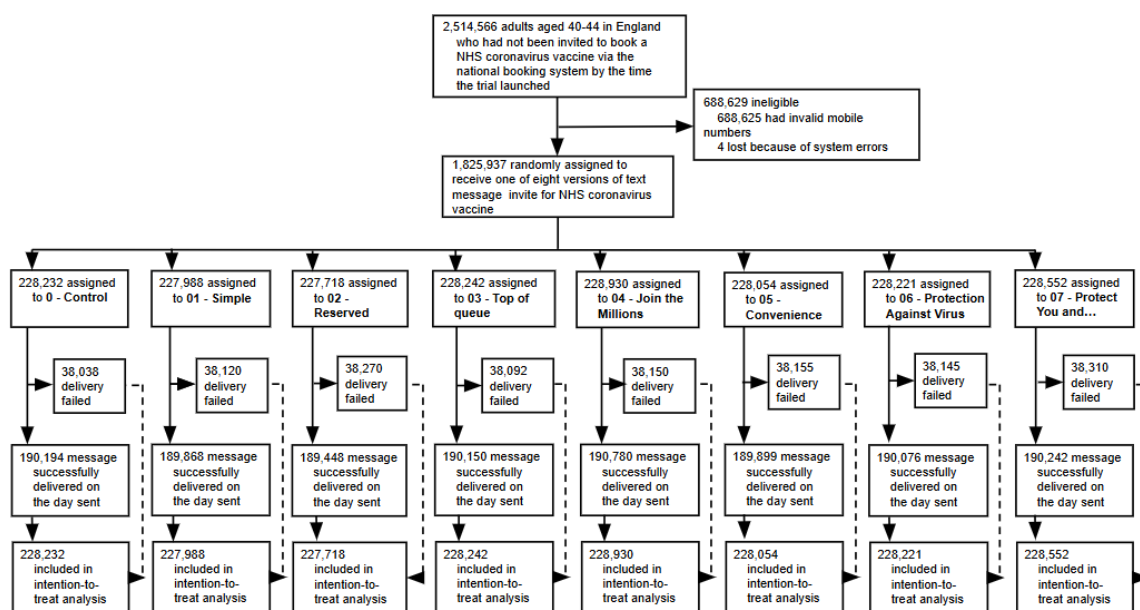 2,514,566 adults aged 40-44 in England
who had not been invited to book a
NHS coronavirus vaccine via the
national booking system by the time
the trial launched
688,629 ineligible
688,625 had invalid mobile
numbers
4 lost because of system errors
1,825,937 randomly assigned to
receive one of eight versions of text
message invite for NHS coronavirus
vaccine
228,232 assigned
to 0 - Control
227,988 assigned
to 01 - Simple
227,718 assigned
to 02 -
Reserved
228,242 assigned
to 03 - Top of
queue
228,930 assigned
to 04 - Join the
Millions
228,054 assigned
to 05 -
Convenience
228,221 assigned
to 06 - Protection
Against Virus
228,552 assigned
to 07 - Protect
You and…
38,038
delivery
failed
38,120
delivery
failed
38,270
delivery
failed
38,092
delivery
failed
38,150
delivery
failed
38,155
delivery
failed
38,145
delivery
failed
38,310
delivery
failed
190,194 message
successfully
delivered on
the day sent
189,868 message
successfully
delivered on
the day sent
189,448 message
successfully
delivered on
the day sent
190,150 message
successfully
delivered on
the day sent
190,780 message
successfully
delivered on
the day sent
189,899 message
successfully
delivered on
the day sent
190,076 message
successfully
delivered on
the day sent
190,242 message
successfully
delivered on
the day sent
228,232
included in
intention-to-
treat analysis
227,988
included in
intention-to-
treat analysis
227,718
included in
intention-to-
treat analysis
228,242
included in
intention-to-
treat analysis
228,930
included in
intention-to-
treat analysis
228,054
included in
intention-to-
treat analysis
228,221
included in
intention-to-
treat analysis
228,552
included in
intention-to-
treat analysis